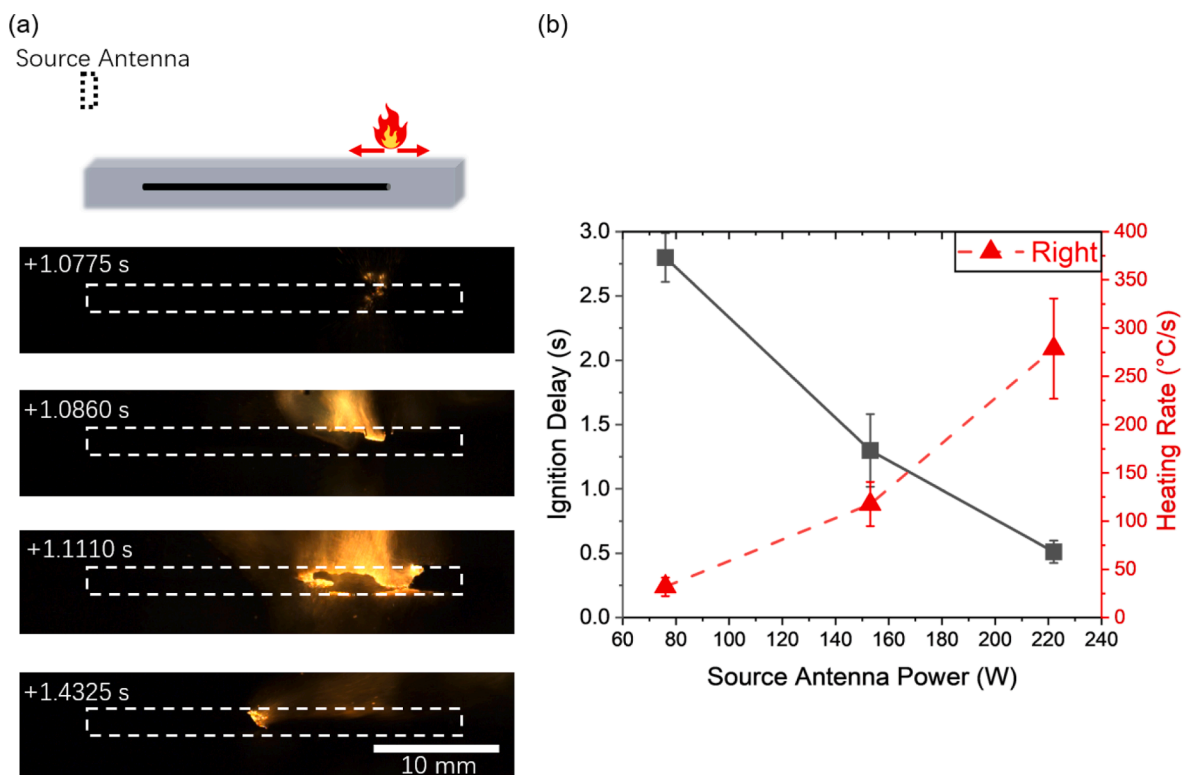 (a)
Source Antenna
+1.0775 s
+1.0860 s
+1.1110 s
+1.4325 s
10 mm
(b)
Right
3.0
2.5
2.0
1.5
1.0
0.5
0.0
Ignition Delay (s)
400
350
300
250
200
150
100
50
0
Heating Rate (°C/s)
60 80 100 120 140 160 180 200 220 240
Source Antenna Power (W)